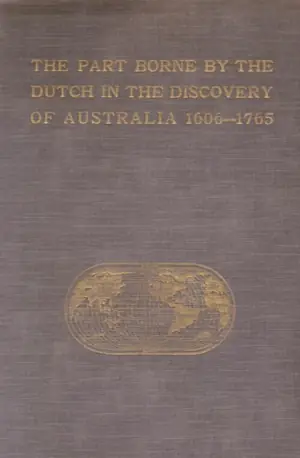 THE PART BORNE BY THE
DUTCH IN THE DISCOVERY
OF AUSTRALIA 1606—1765